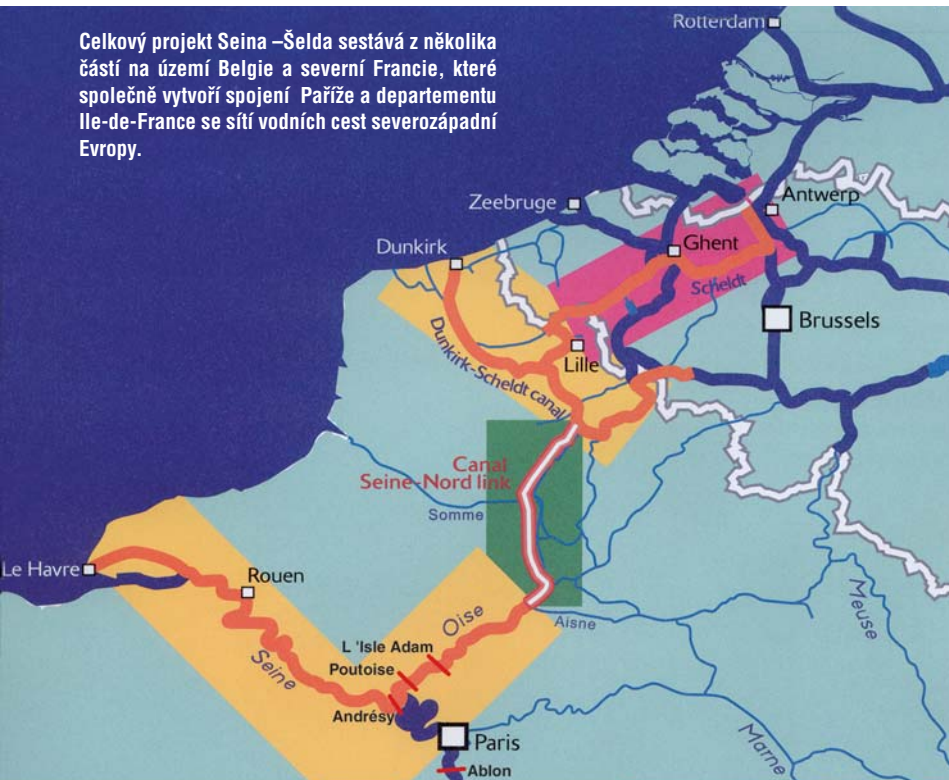 Celkový projekt Seina –Šelda sestává z několika
částí na území Belgie a severní Francie, které
společně vytvoří spojení Paříže a departementu
Ile-de-France se sítí vodních cest severozápadní
Evropy.
Rotterdam
Zeebruge
Antwerp
Ghent
Dunkirk
Scheldt
Brussels
Lille
Dunkirk-Scheldt canal
Canal
Seine-Nord link
Somme
Le Havre
Rouen
Aisne
Meuse
Oise
L 'Isle Adam
Poutoise
Seine
Andrésy
Paris
Marne
Ablon